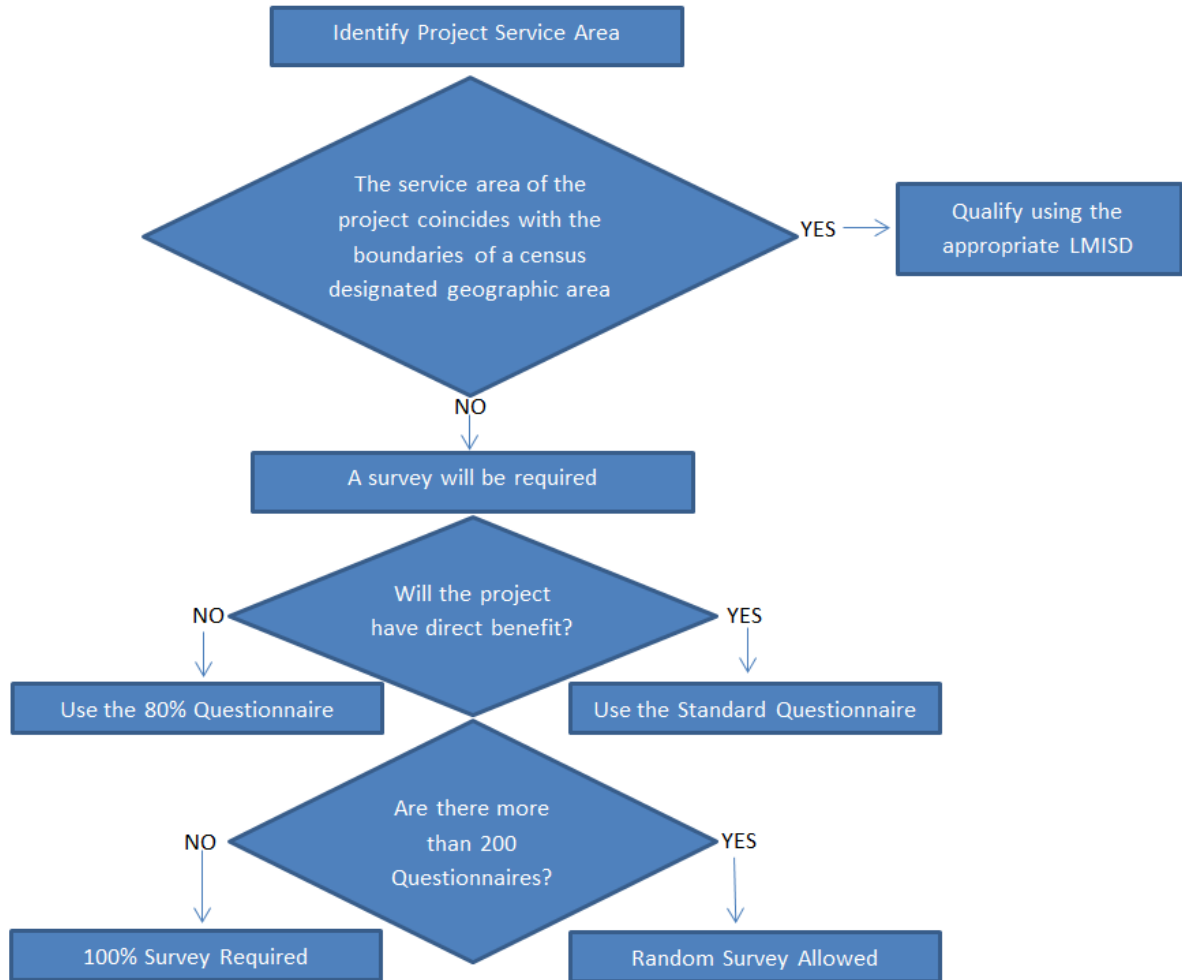 Identify Project Service Area
The service area of the
project coincides with the
boundaries of a census
designated geographic area
YES
Qualify using the
appropriate LMISD
NO
A survey will be required
Will the project
have direct benefit?
NO
YES
Use the 80% Questionnaire
Use the Standard Questionnaire
Are there more
than 200
Questionnaires?
NO
YES
100% Survey Required
Random Survey Allowed